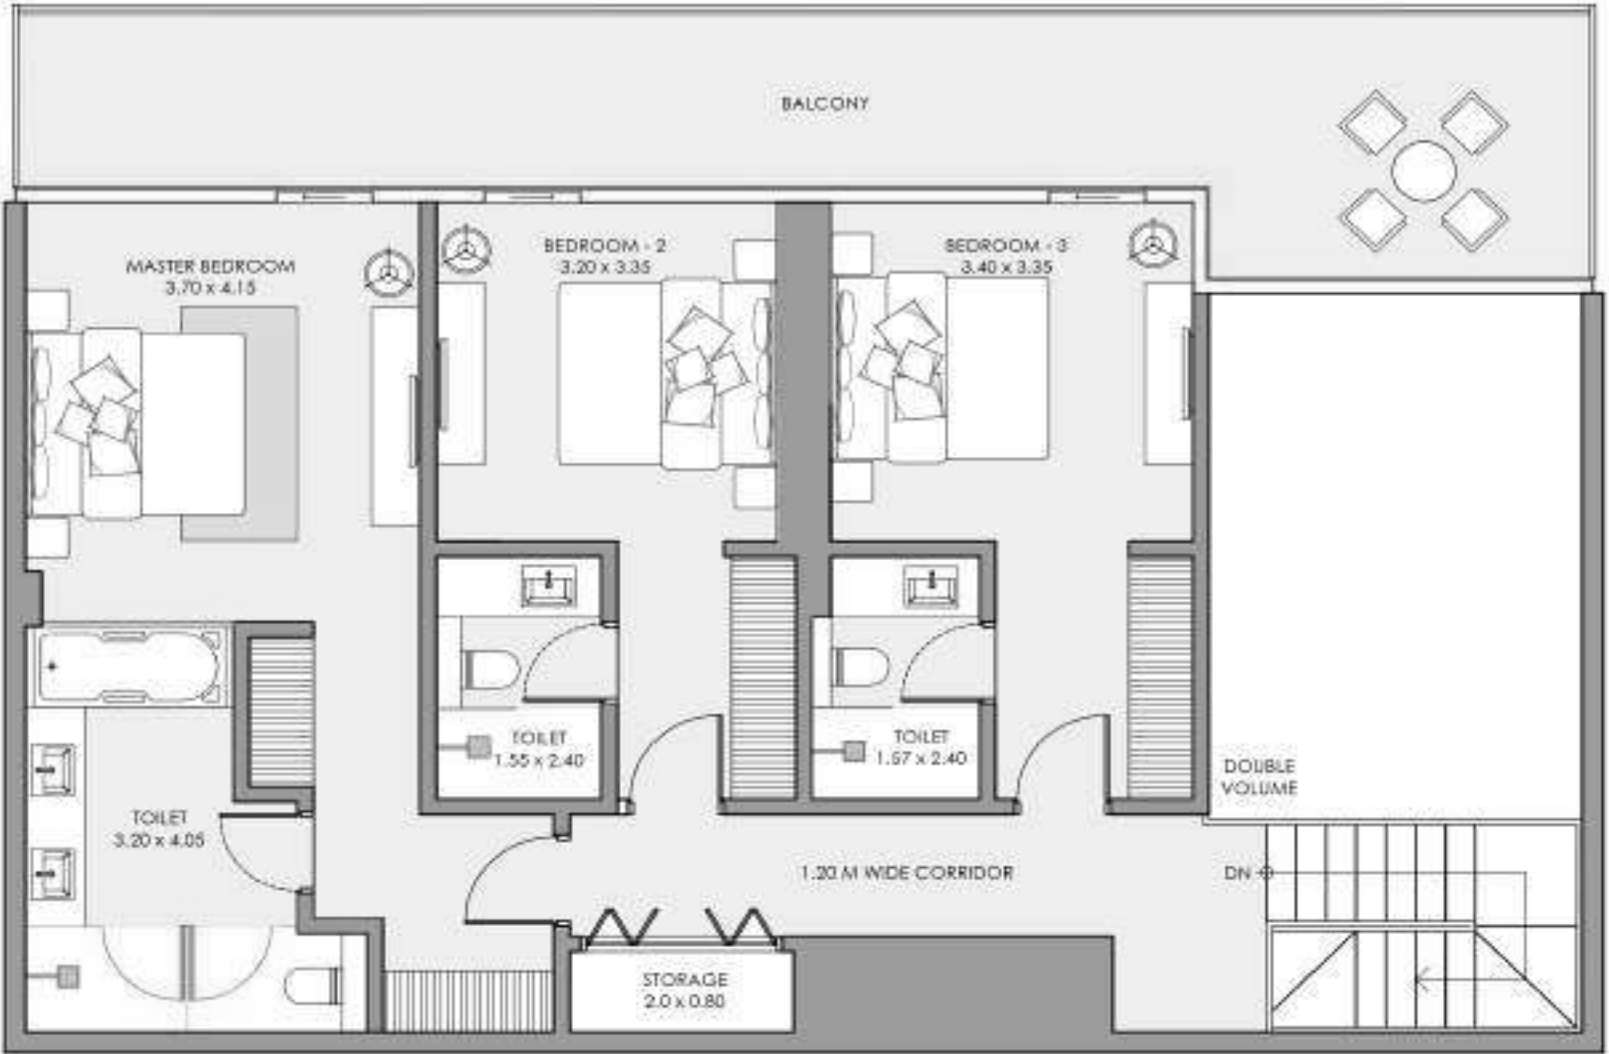 BALCONY
MASTER BEDROOM
3.70 x 4.15
BEDROOM - 2
3.20 x 3.35
BEDROOM - 3
3.40 x 3.35
TOILET
1.55 x 2.40
TOILET
1.57 x 2.40
DOUBLE
VOLUME
TOILET
3.20 x 4.05
1.20 M WIDE CORRIDOR
DN
STORAGE
2.0 x 0.80